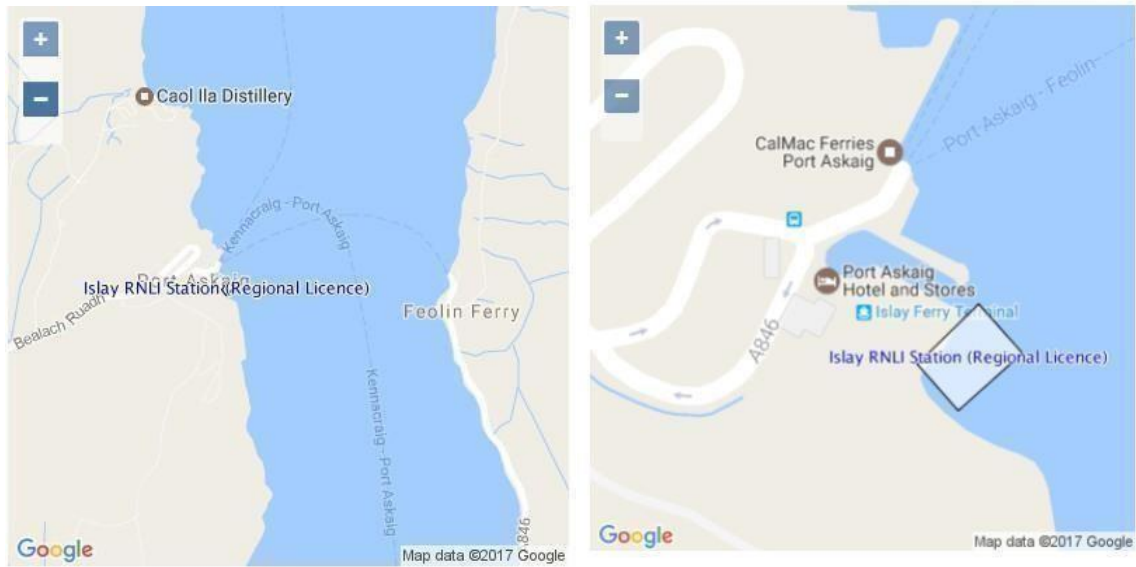 +
−
Caol Ila Distillery
Kennacraig - Port Askaig
Port Askaig
Islay RNLI Station (Regional Licence)
Bealach Ruadh
Feolin Ferry
Kennacraig - Port Askaig
A846
Google
Map data ©2017 Google
+
−
Port Askaig - Feolin
CalMac Ferries
Port Askaig
Port Askaig
Hotel and Stores
Islay Ferry Terminal
A846
Islay RNLI Station (Regional Licence)
Google
Map data ©2017 Google